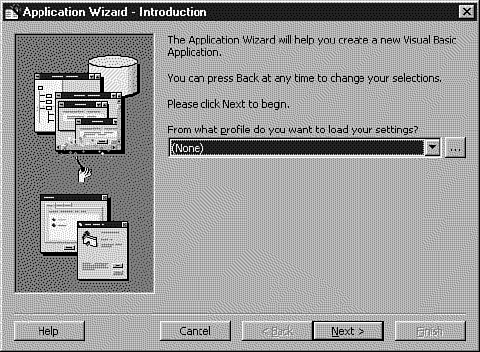 Application Wizard - Introduction
The Application Wizard will help you create a new Visual Basic
Application.
You can press Back at any time to change your selections.
Please click Next to begin.
From what profile do you want to load your settings?
(None)
...
Help
Cancel
< Back
Next >
Finish